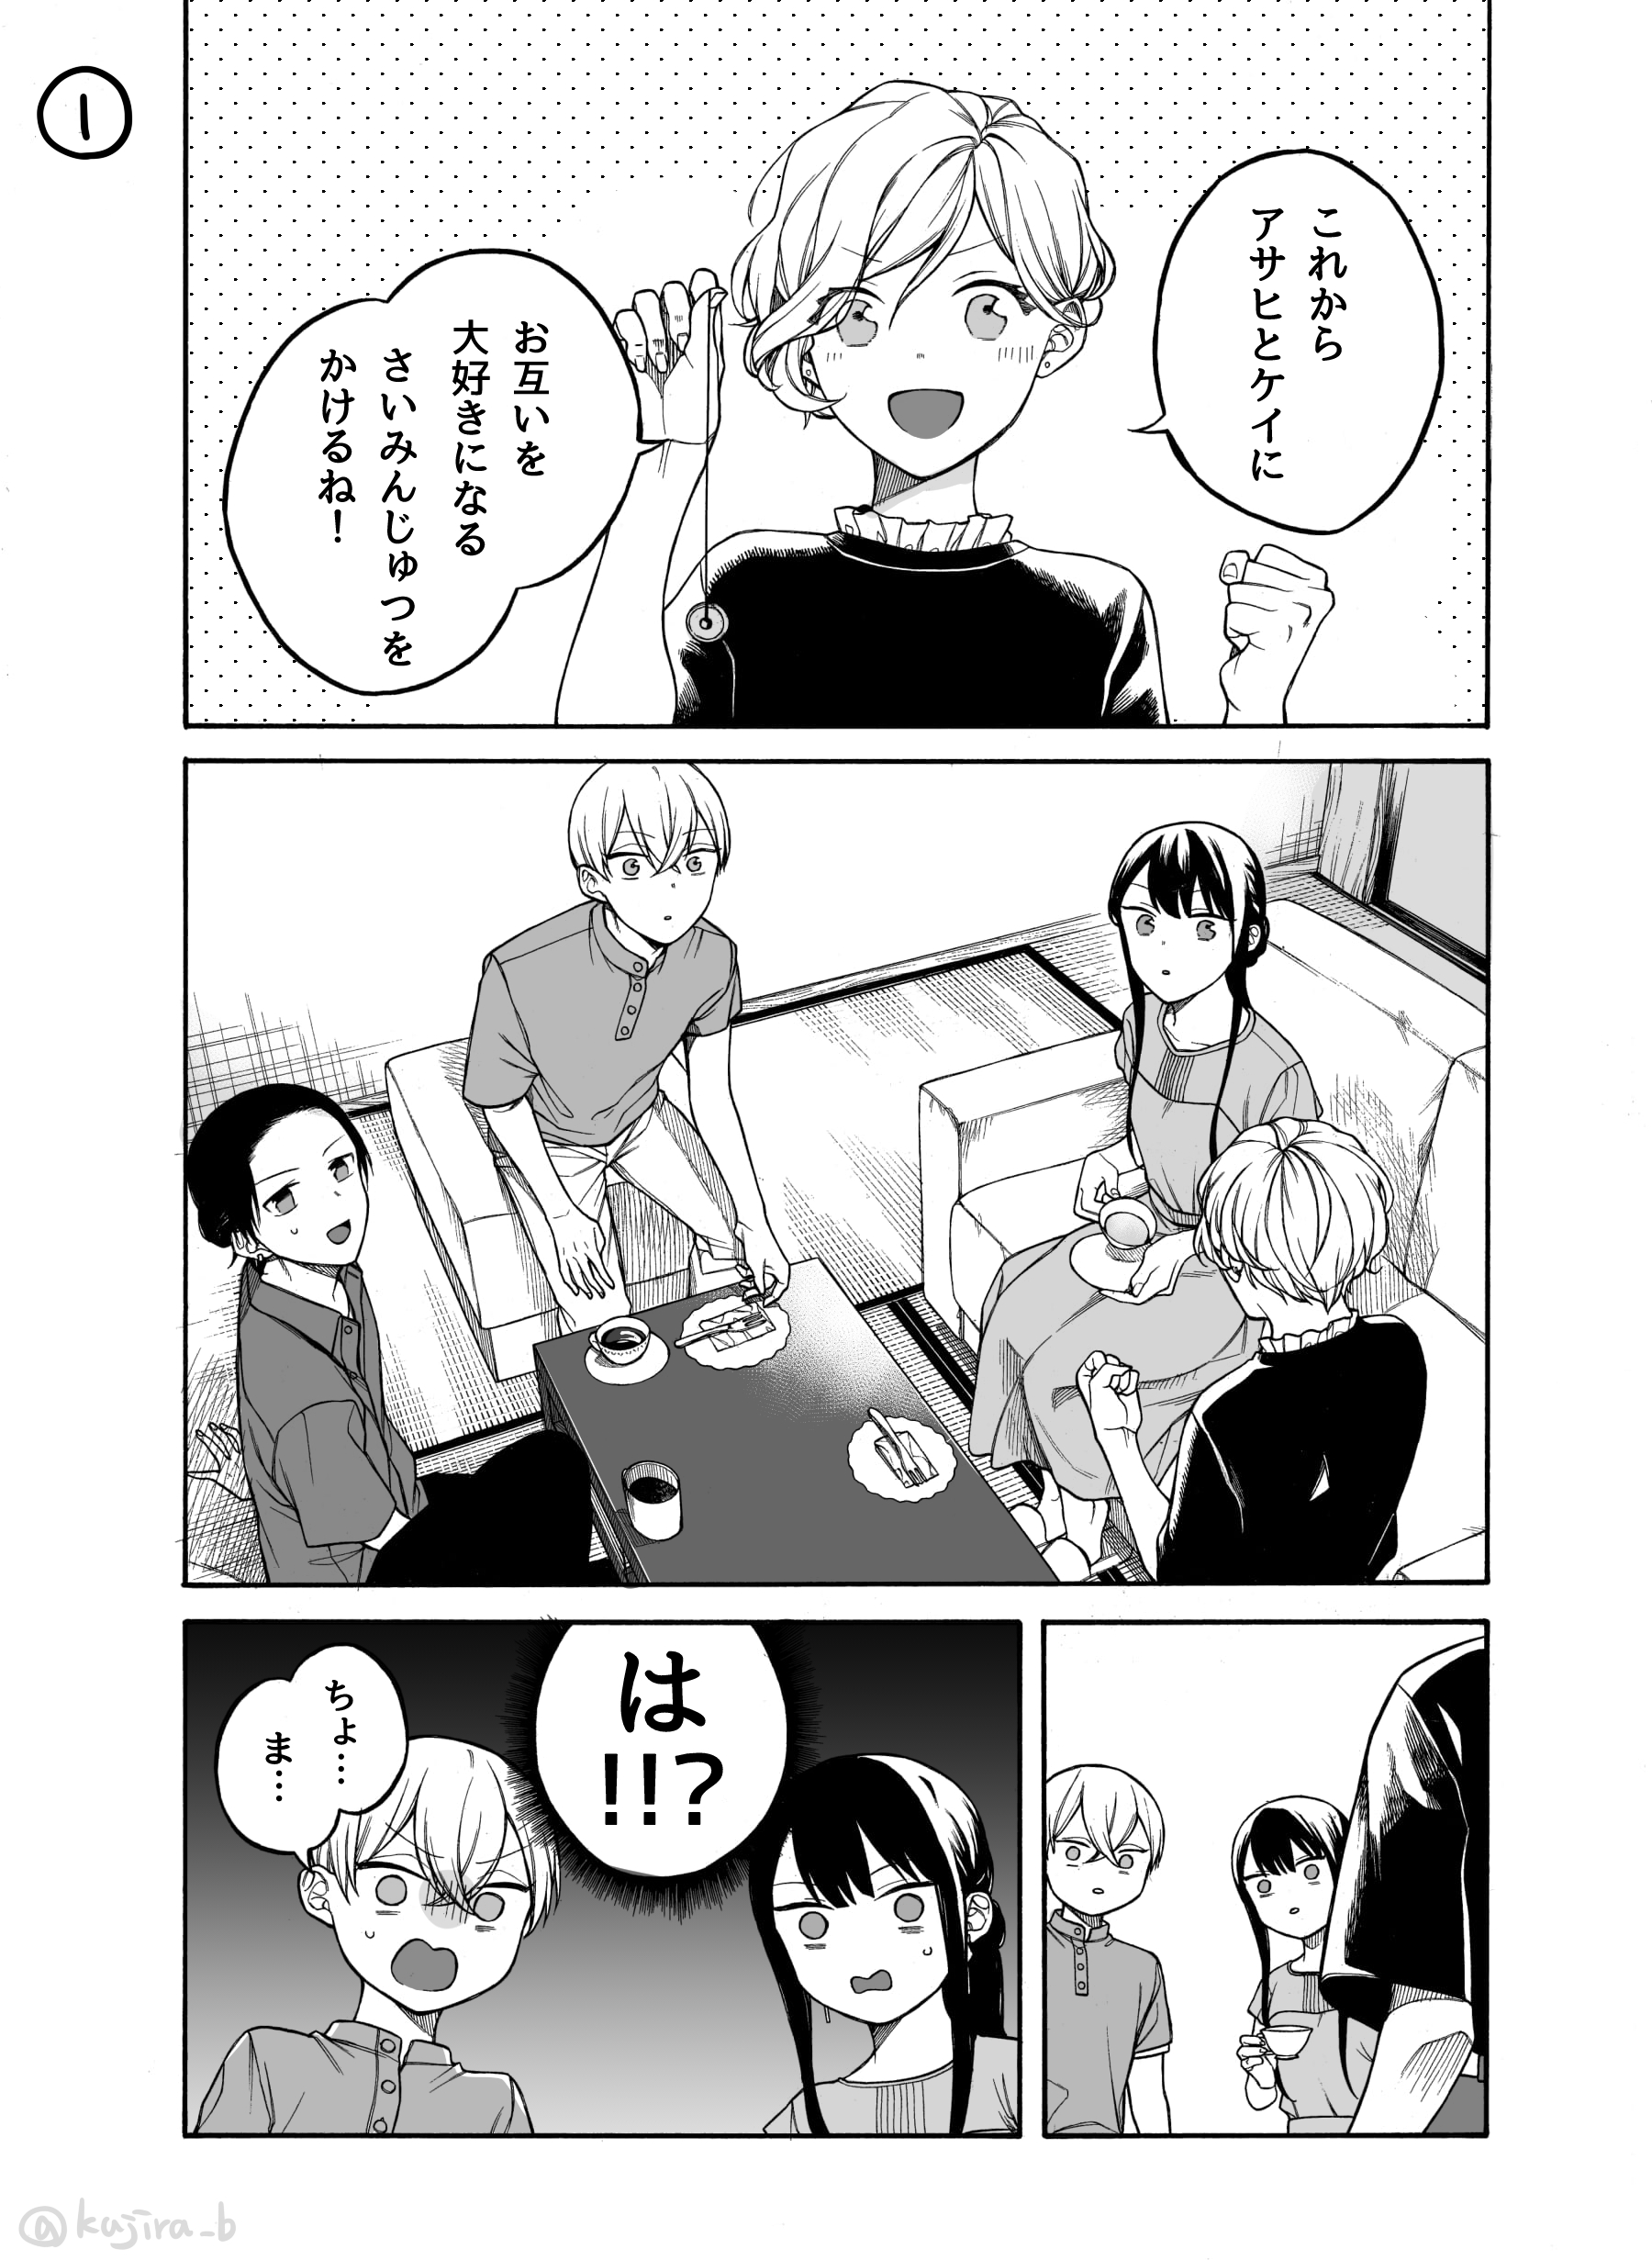 1
これから
アサヒとケイに
お互いを
大好きになる
さいみんじゅつを
かけるね！
は
!!?
ちょ…
ま…
@kujira_b